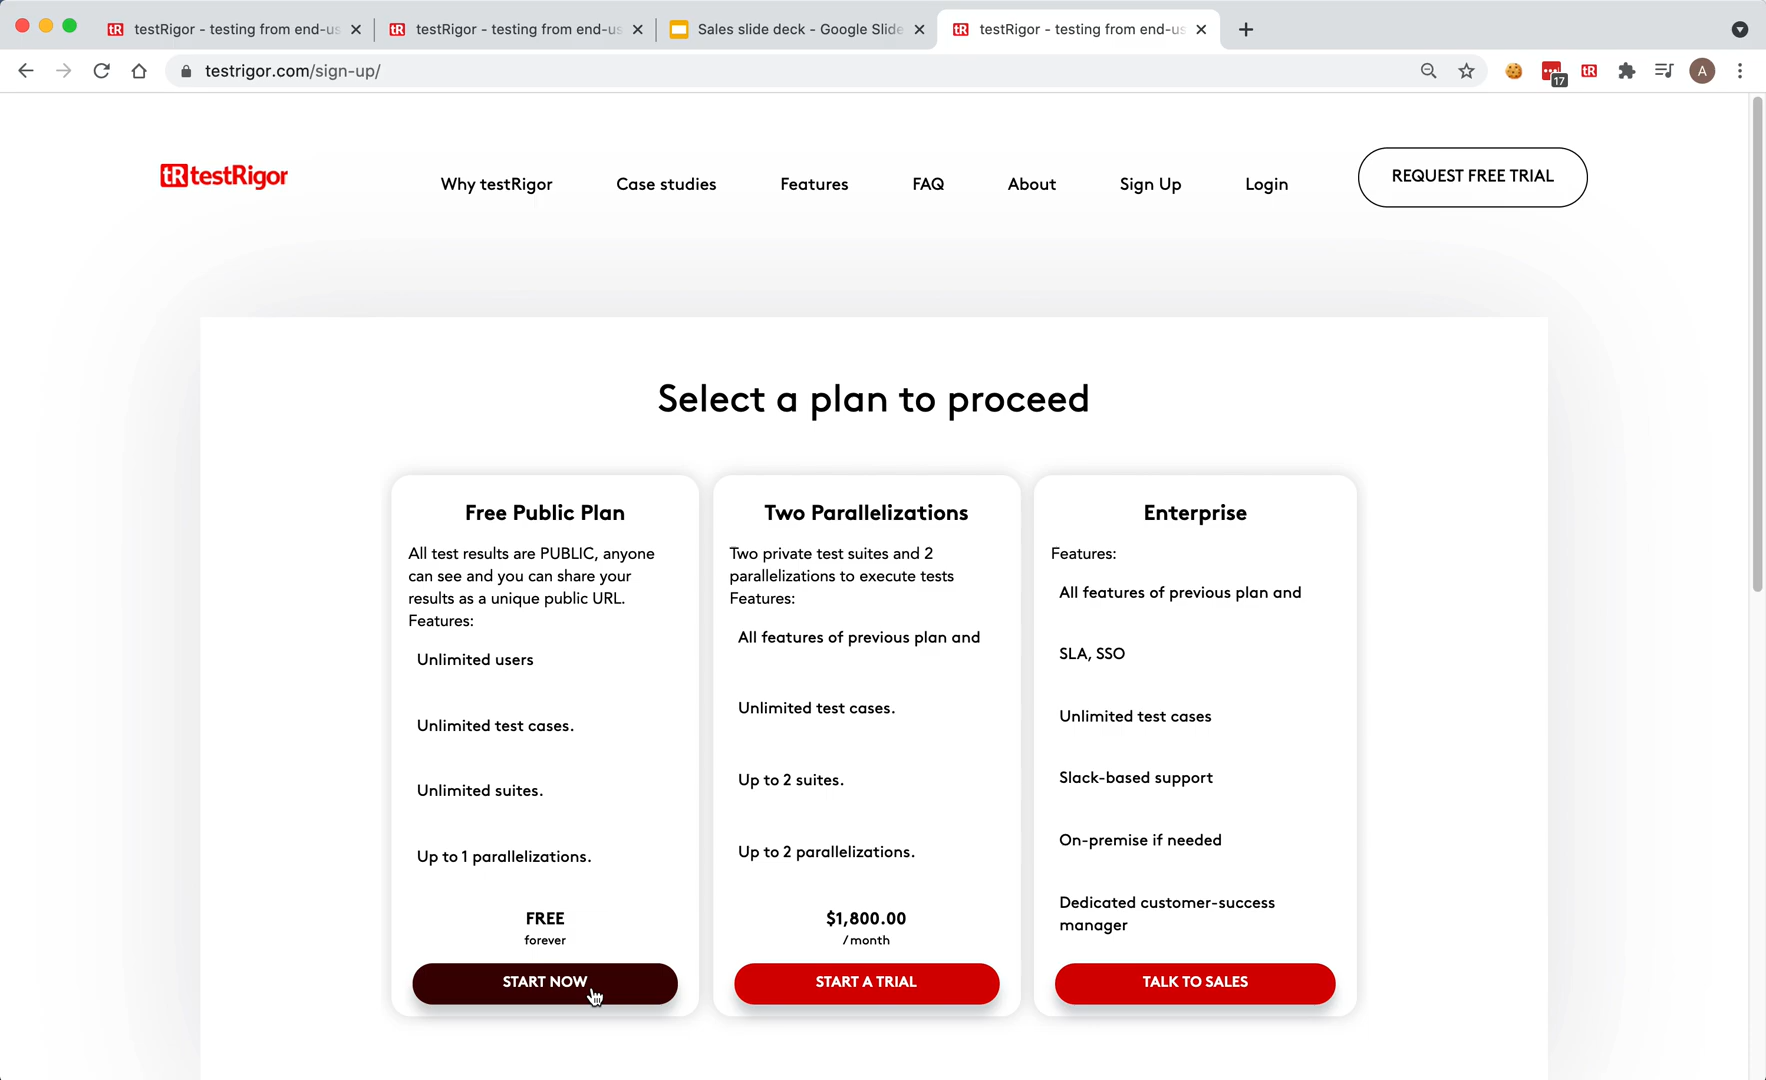 testRigor - testing from end-us
testRigor - testing from end-us
Sales slide deck - Google Slide
testRigor - testing from end-us
testrigor.com/sign-up/
17
tR
A
tR testRigor
Why testRigor
Case studies
Features
FAQ
About
Sign Up
Login
REQUEST FREE TRIAL
Select a plan to proceed
Free Public Plan
All test results are PUBLIC, anyone
can see and you can share your
results as a unique public URL.
Features:
Unlimited users
Unlimited test cases.
Unlimited suites.
Up to 1 parallelizations.
FREE
forever
START NOW
Two Parallelizations
Two private test suites and 2
parallelizations to execute tests
Features:
All features of previous plan and
Unlimited test cases.
Up to 2 suites.
Up to 2 parallelizations.
$1,800.00
/month
START A TRIAL
Enterprise
Features:
All features of previous plan and
SLA, SSO
Unlimited test cases
Slack-based support
On-premise if needed
Dedicated customer-success
manager
TALK TO SALES